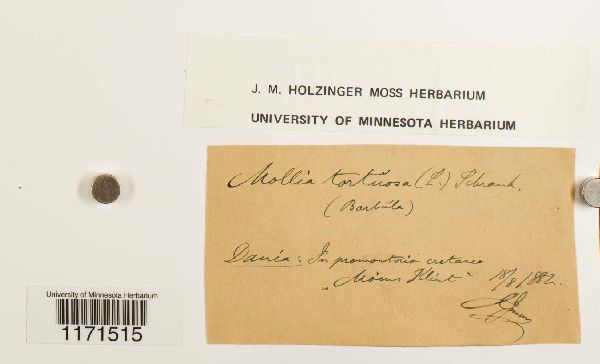 J. M. HOLZINGER MOSS HERBARIUM
UNIVERSITY OF MINNESOTA HERBARIUM
Mollia tortuosa (L.) Schrank.
(Barbula)
Dania: In promontorio cretaceo
„Möens Klint" 18/8 1882.
University of Minnesota Herbarium
1171515